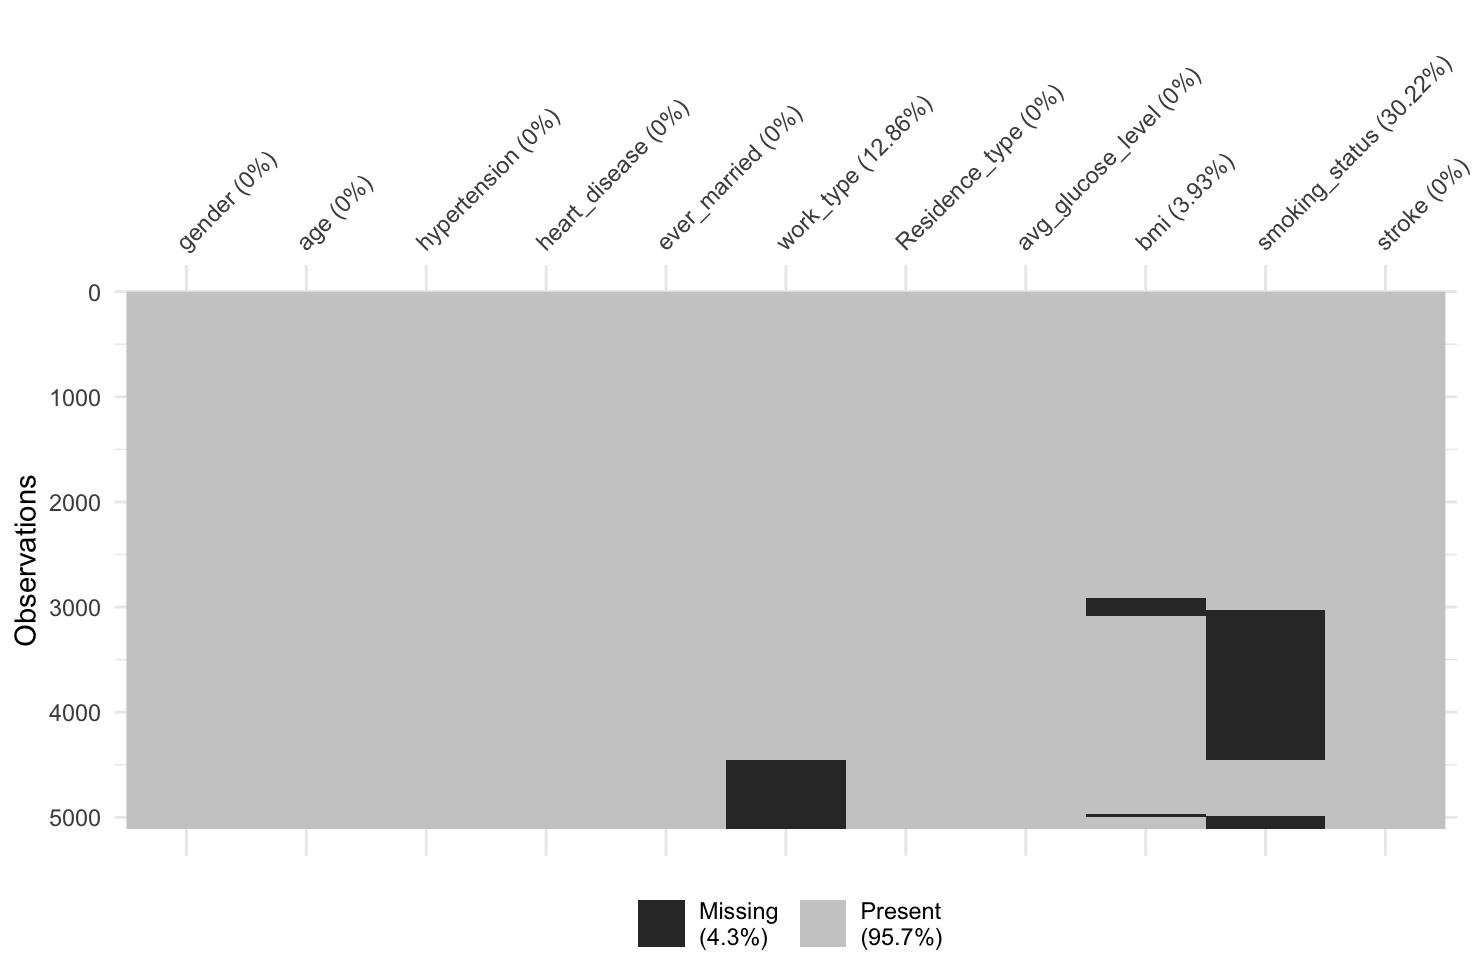 gender (0%)
age (0%)
hypertension (0%)
heart_disease (0%)
ever_married (0%)
work_type (12.86%)
Residence_type (0%)
avg_glucose_level (0%)
bmi (3.93%)
smoking_status (30.22%)
stroke (0%)
0
1000
2000
3000
4000
5000
Observations
Missing
(4.3%)
Present
(95.7%)